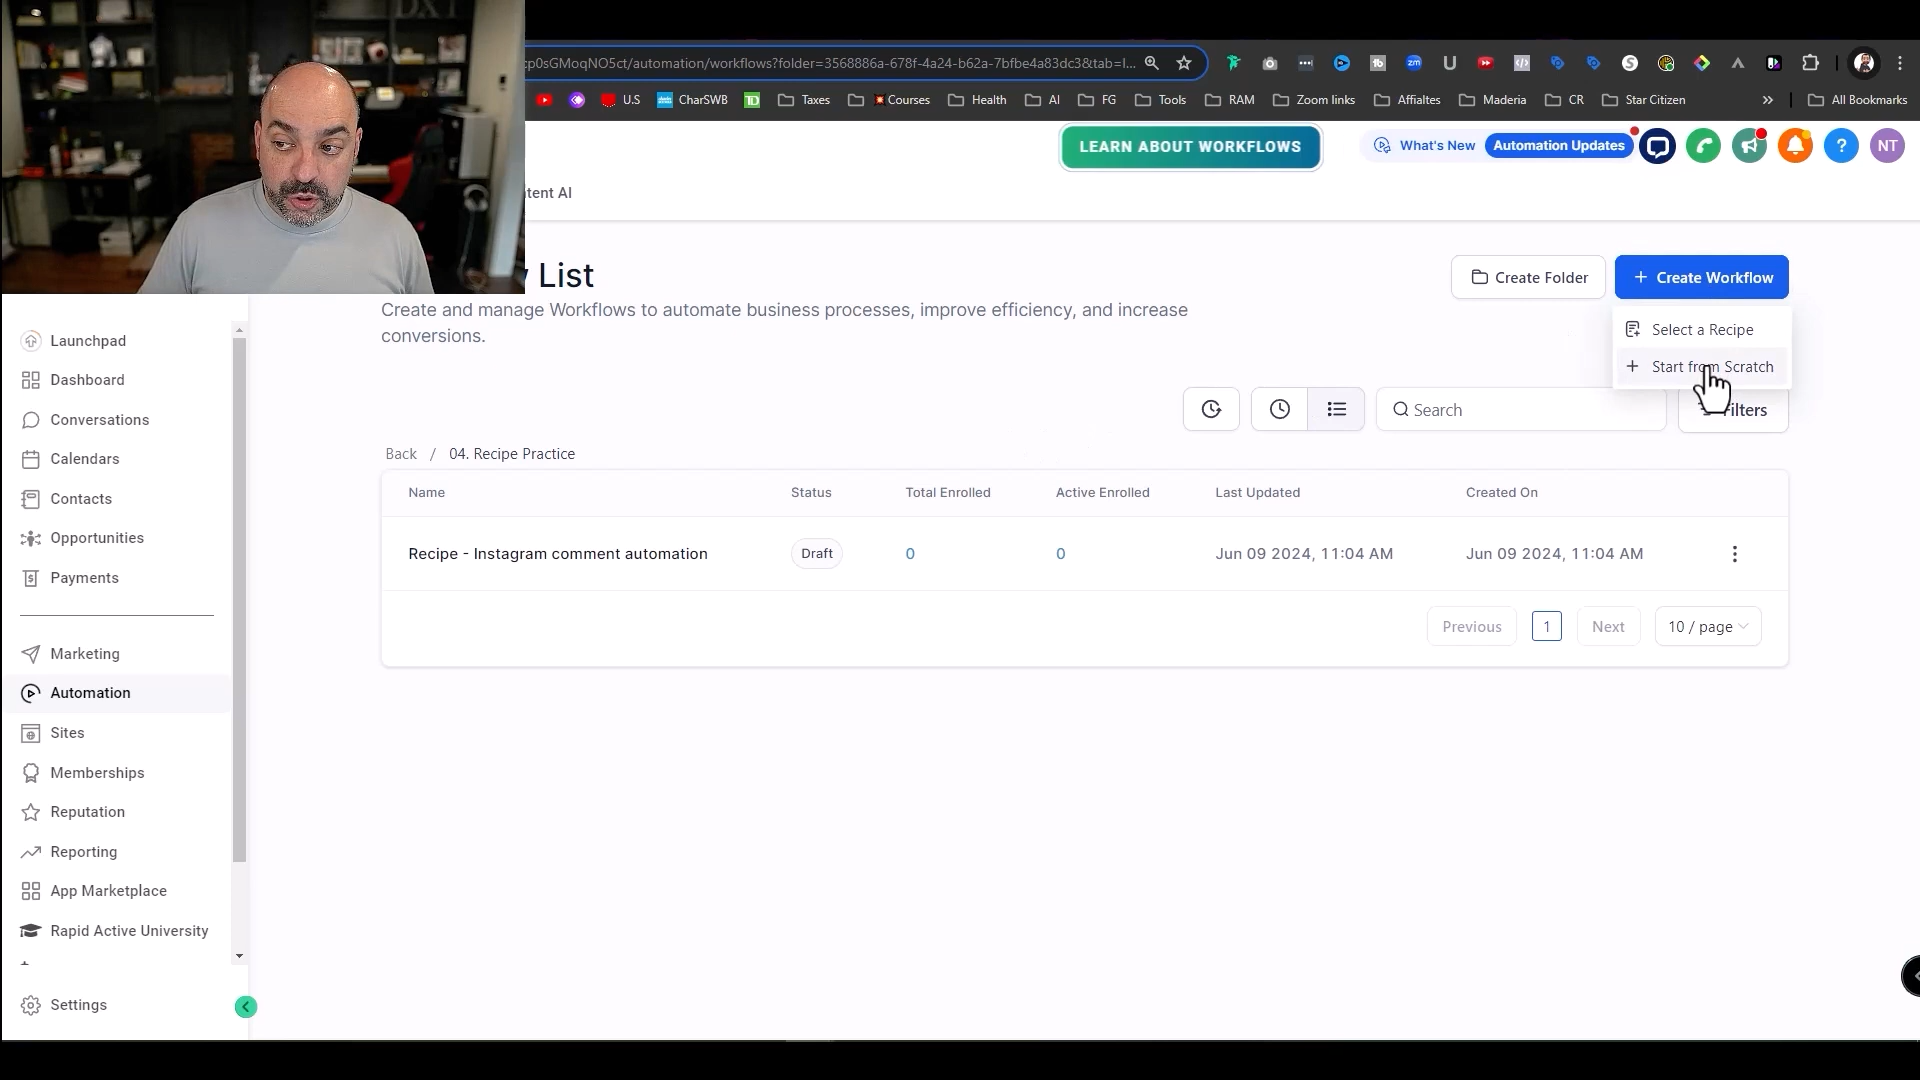 DXT
cp0sGMoqNO5ct/automation/workflows?folder=3568886a-678f-4a24-b62a-7bfbe4a83dc3&tab=l...
U.S
CharSWB
Taxes
Courses
Health
AI
FG
Tools
RAM
Zoom links
Affialtes
Maderia
CR
Star Citizen
All Bookmarks
LEARN ABOUT WORKFLOWS
What's New
Automation Updates
NT
tent AI
List
Create Folder
+ Create Workflow
Create and manage Workflows to automate business processes, improve efficiency, and increase
conversions.
Select a Recipe
+ Start from Scratch
Search
Filters
Back / 04. Recipe Practice
Name Status Total Enrolled Active Enrolled Last Updated Created On
Recipe - Instagram comment automation Draft 0 0 Jun 09 2024, 11:04 AM Jun 09 2024, 11:04 AM
Previous 1 Next 10 / page
Launchpad
Dashboard
Conversations
Calendars
Contacts
Opportunities
Payments
Marketing
Automation
Sites
Memberships
Reputation
Reporting
App Marketplace
Rapid Active University
Settings